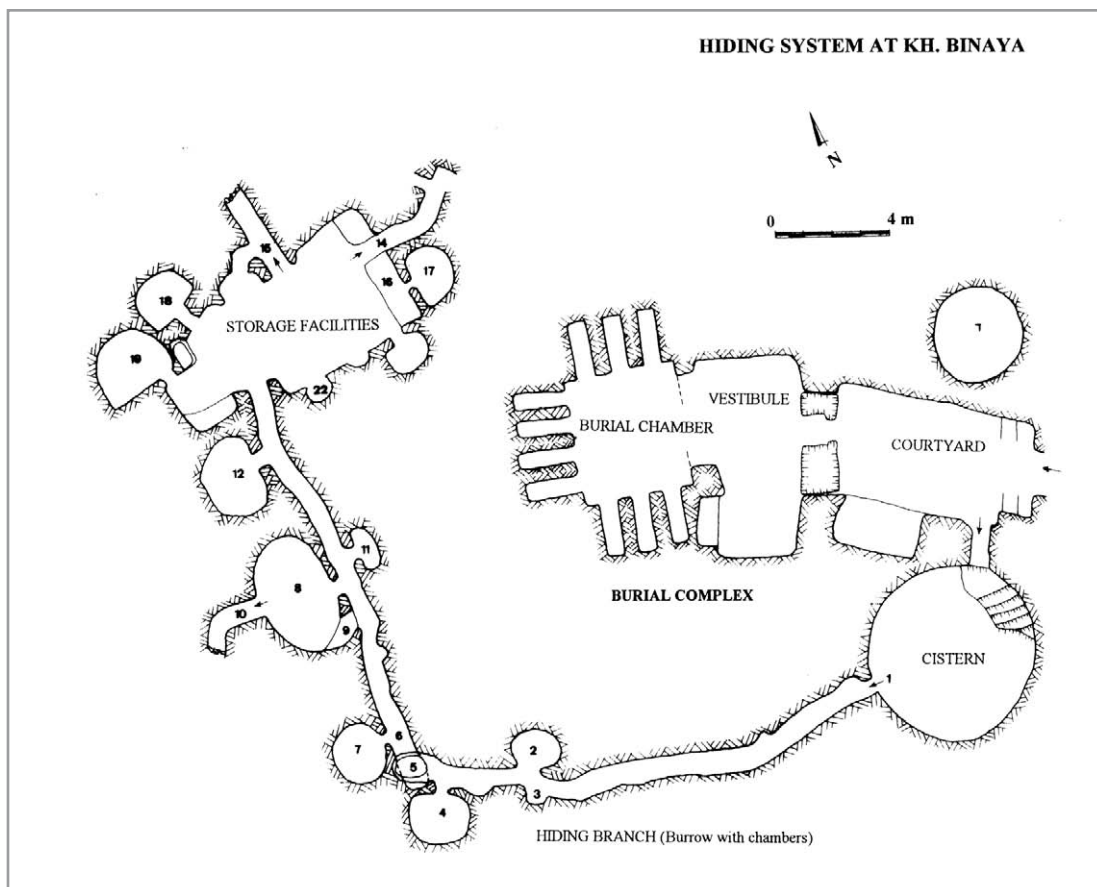 HIDING SYSTEM AT KH. BINAYA
N
0 4 m
14
15
16
17
18
STORAGE FACILITIES
19
22
VESTIBULE
BURIAL CHAMBER
COURTYARD
12
11
8
BURIAL COMPLEX
10
9
CISTERN
1
6
7
2
5
3
4
HIDING BRANCH (Burrow with chambers)